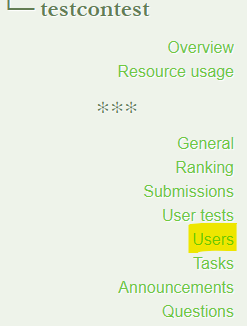 testcontest
Overview
Resource usage
***
General
Ranking
Submissions
User tests
Users
Tasks
Announcements
Questions